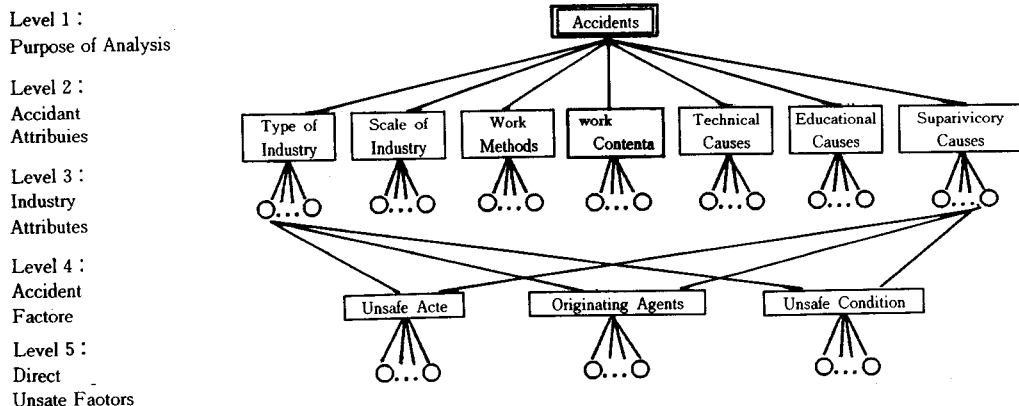 Level 1 :
Purpose of Analysis
Accidents
Level 2 :
Accidant
Attribuies
Type of
Industry
Scale of
Industry
Work
Methods
work
Contenta
Technical
Causes
Educational
Causes
Suparivicory
Causes
Level 3 :
Industry
Attributes
Level 4 :
Accident
Factore
Unsafe Acte
Originating Agents
Unsafe Condition
Level 5 :
Direct
Unsate Faotors